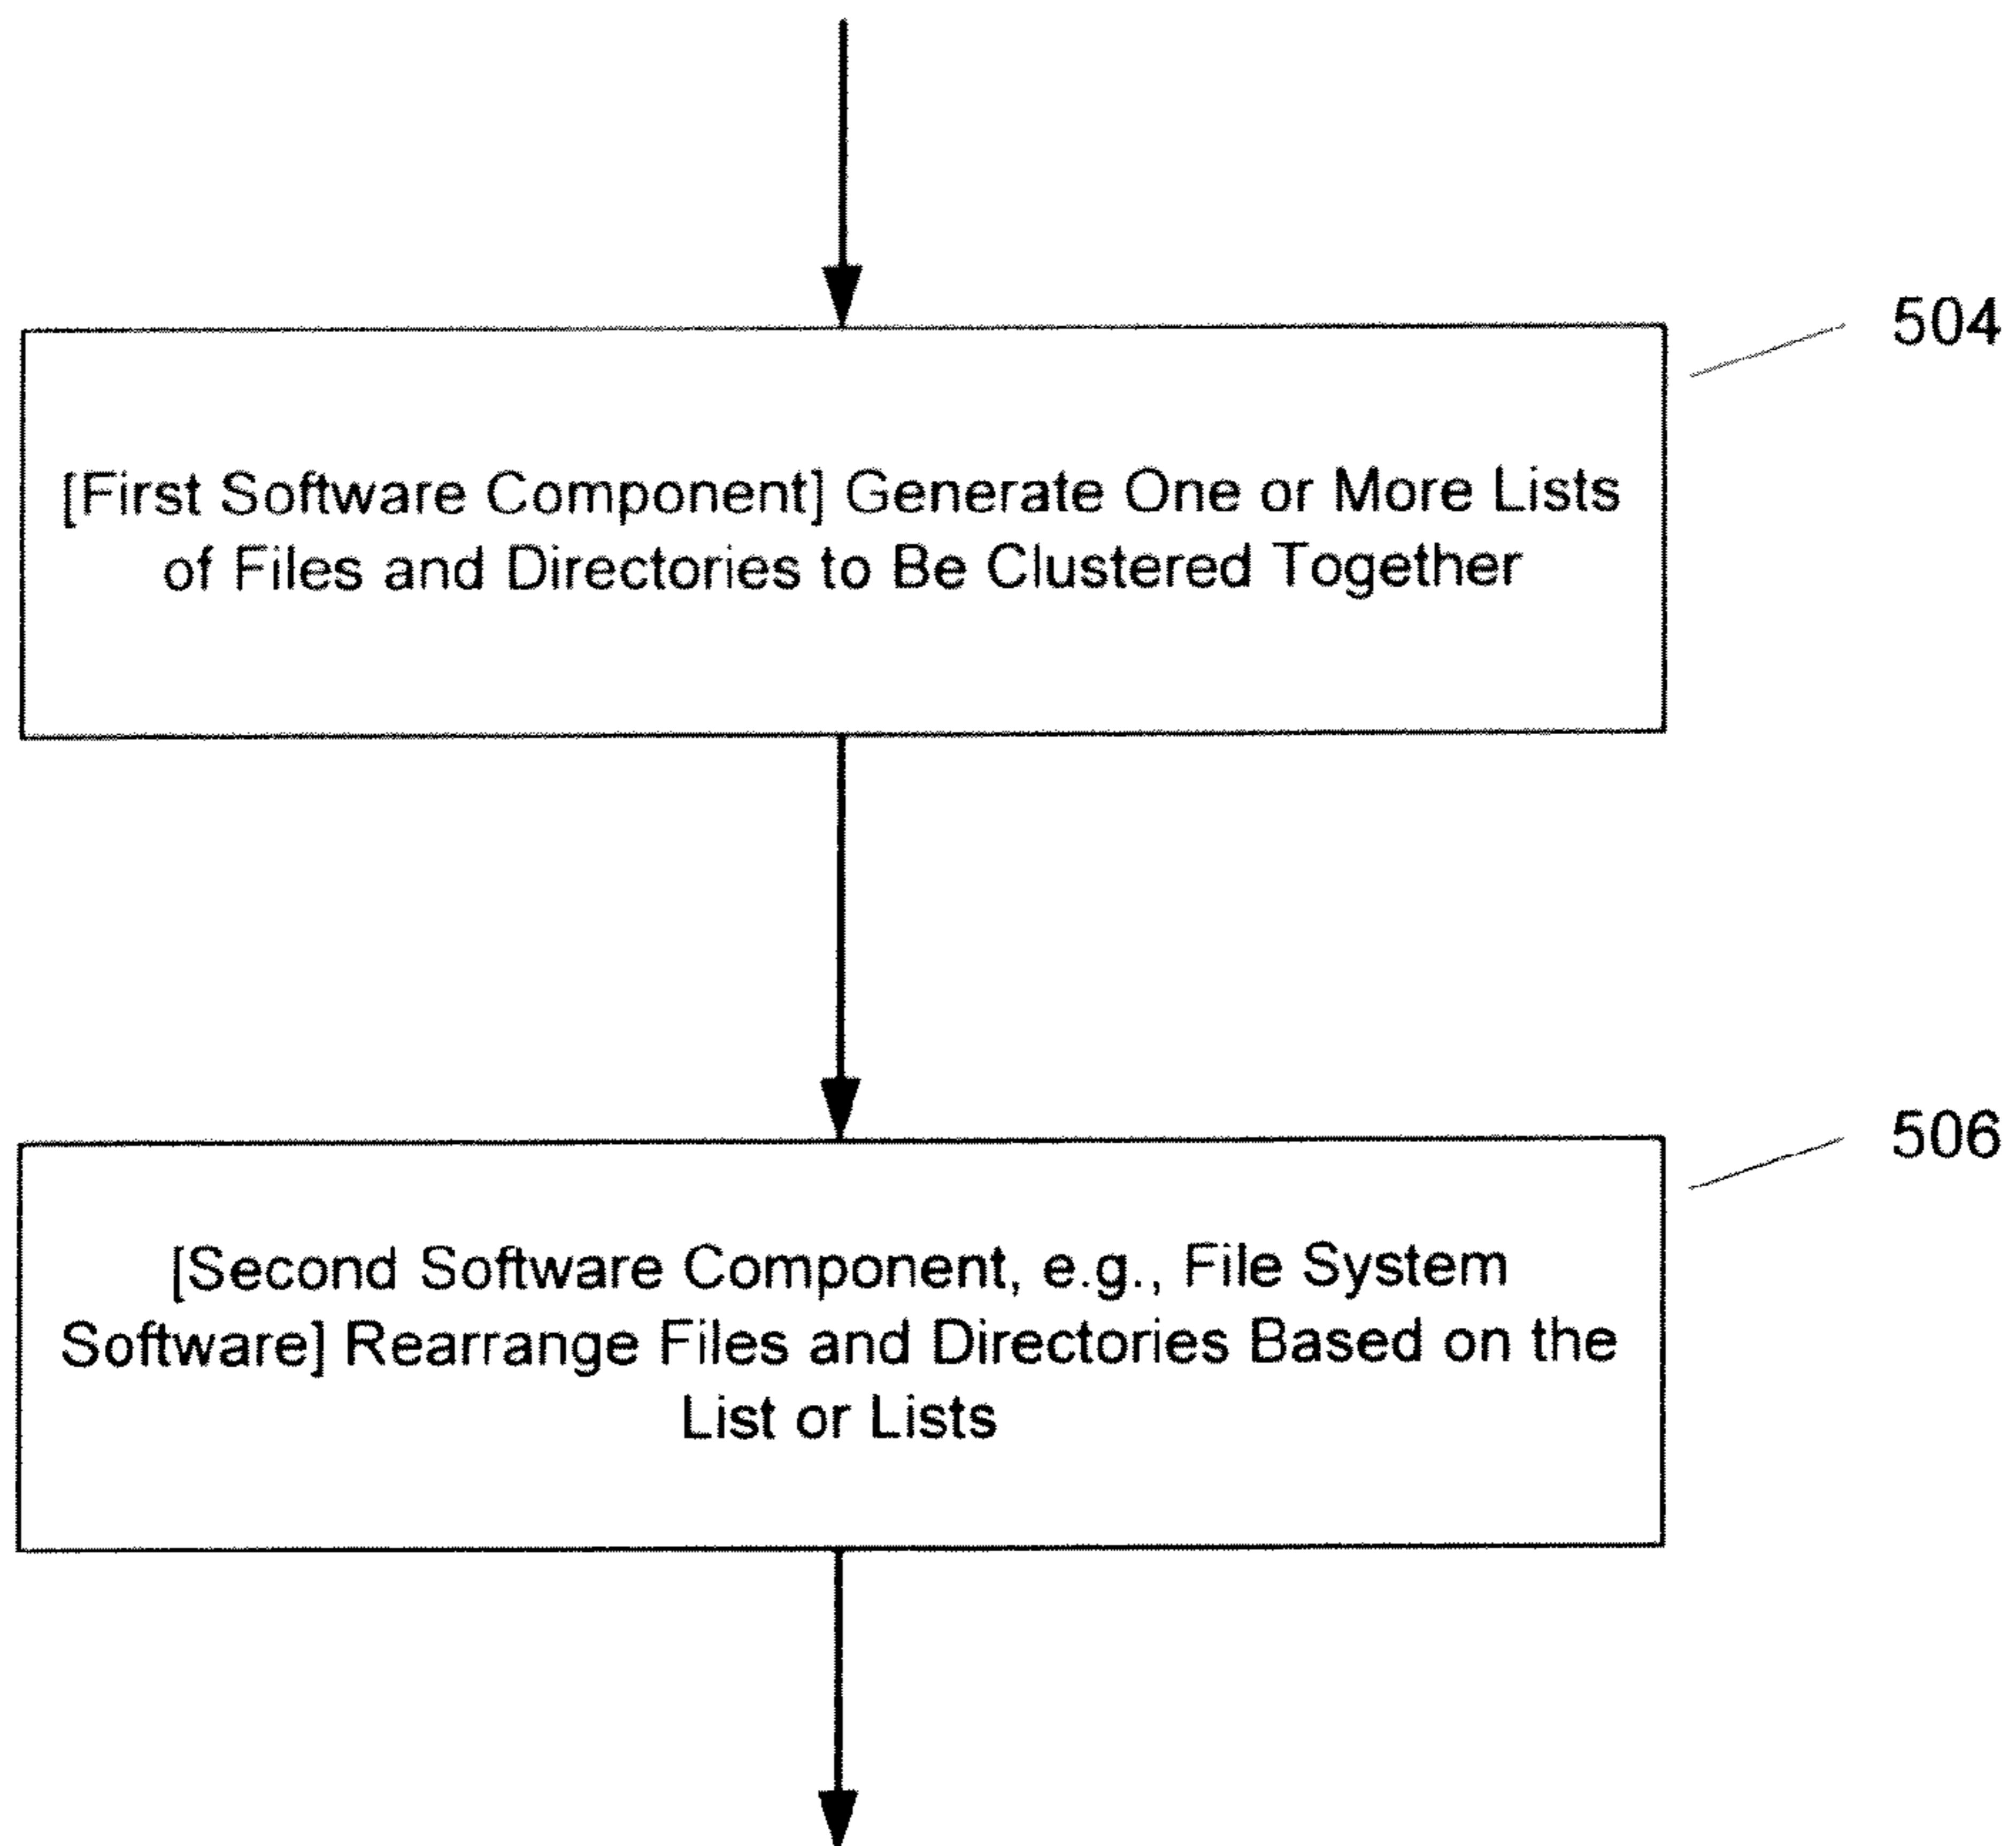 504
[First Software Component] Generate One or More Lists
of Files and Directories to Be Clustered Together
506
[Second Software Component, e.g., File System
Software] Rearrange Files and Directories Based on the
List or Lists